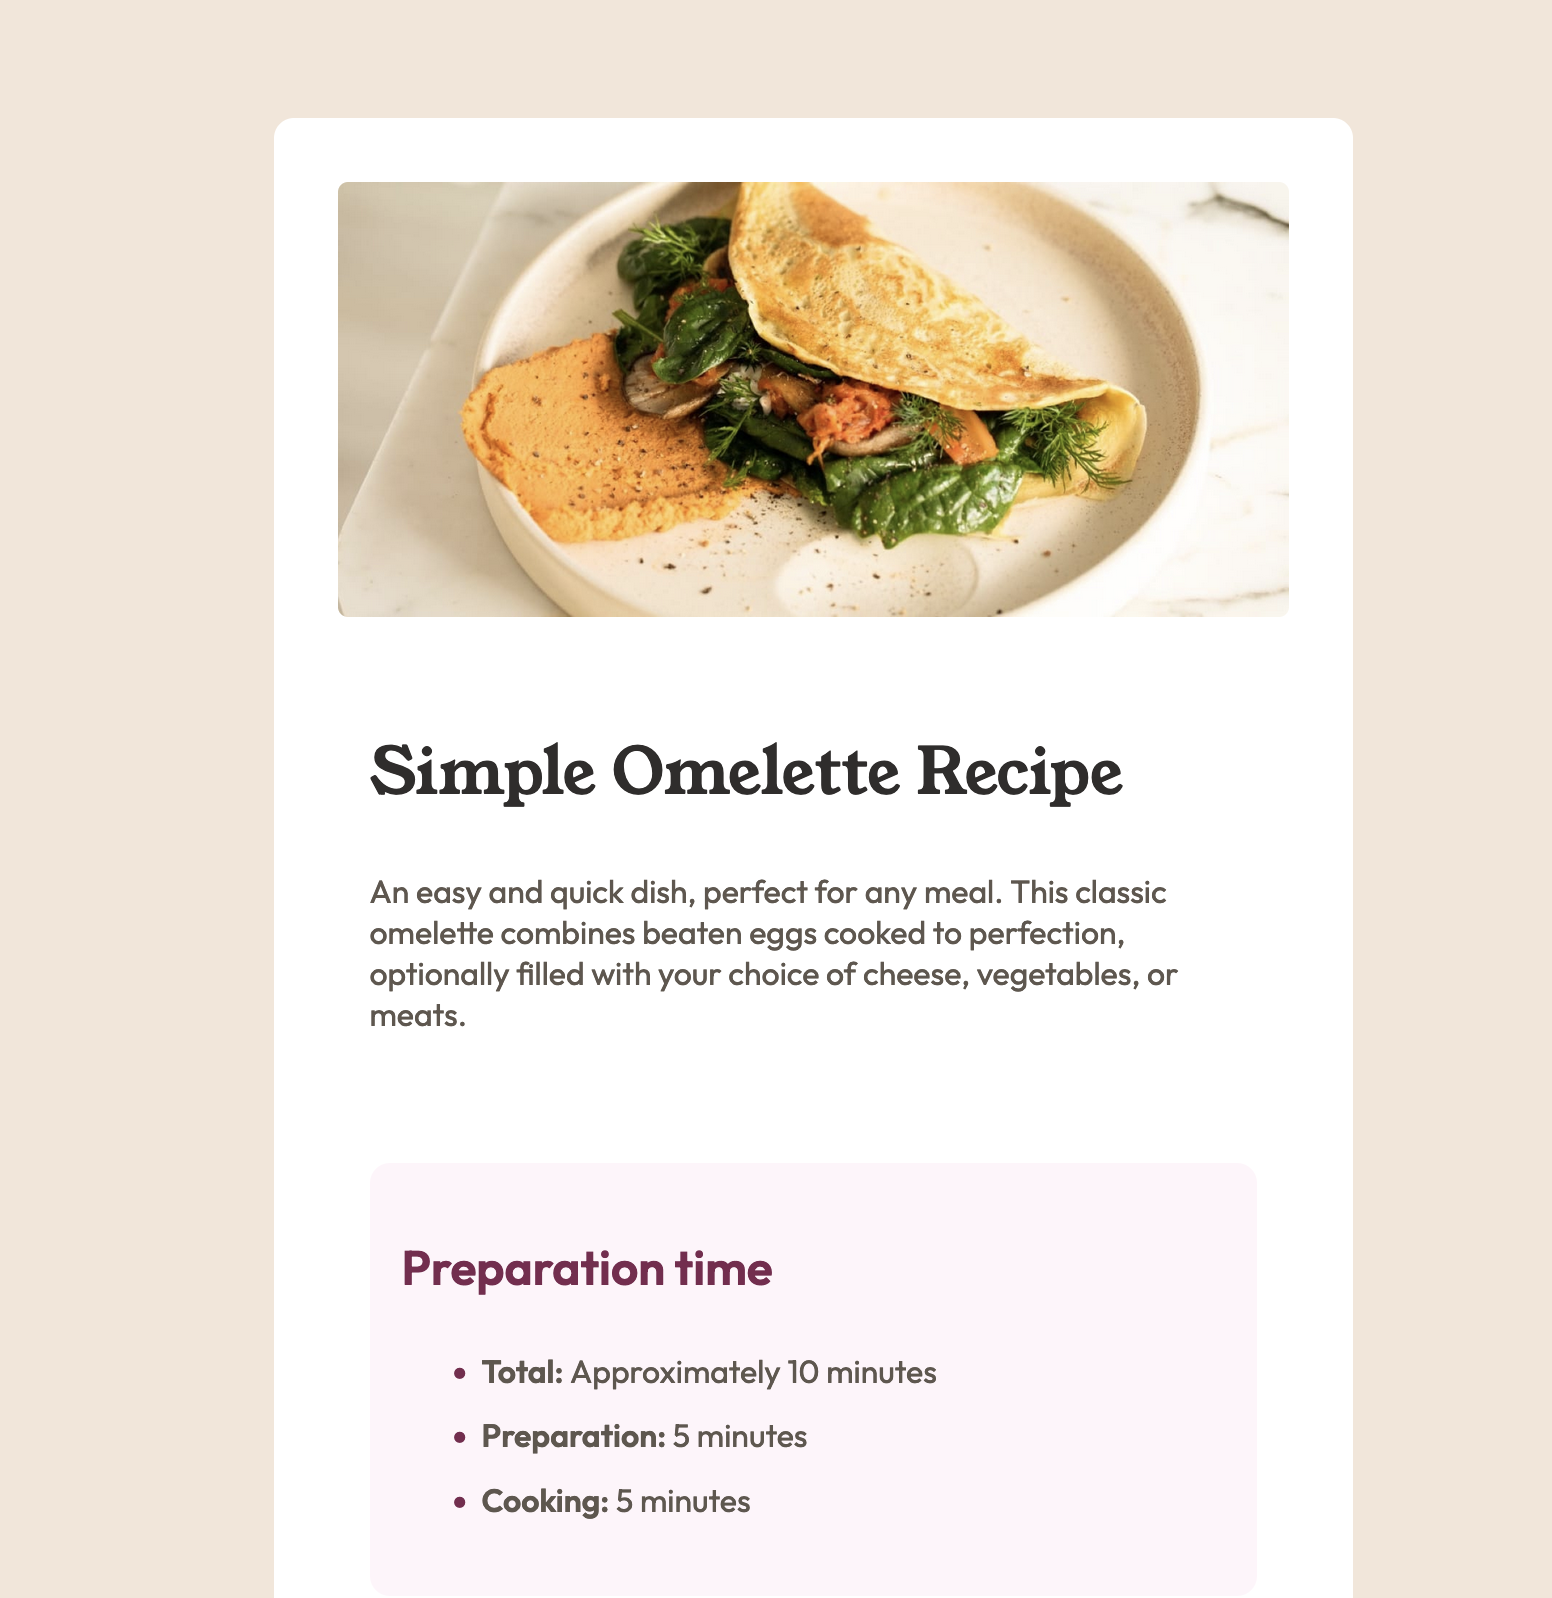 Simple Omelette Recipe
An easy and quick dish, perfect for any meal. This classic
omelette combines beaten eggs cooked to perfection,
optionally filled with your choice of cheese, vegetables, or
meats.
Preparation time
• Total: Approximately 10 minutes
• Preparation: 5 minutes
• Cooking: 5 minutes